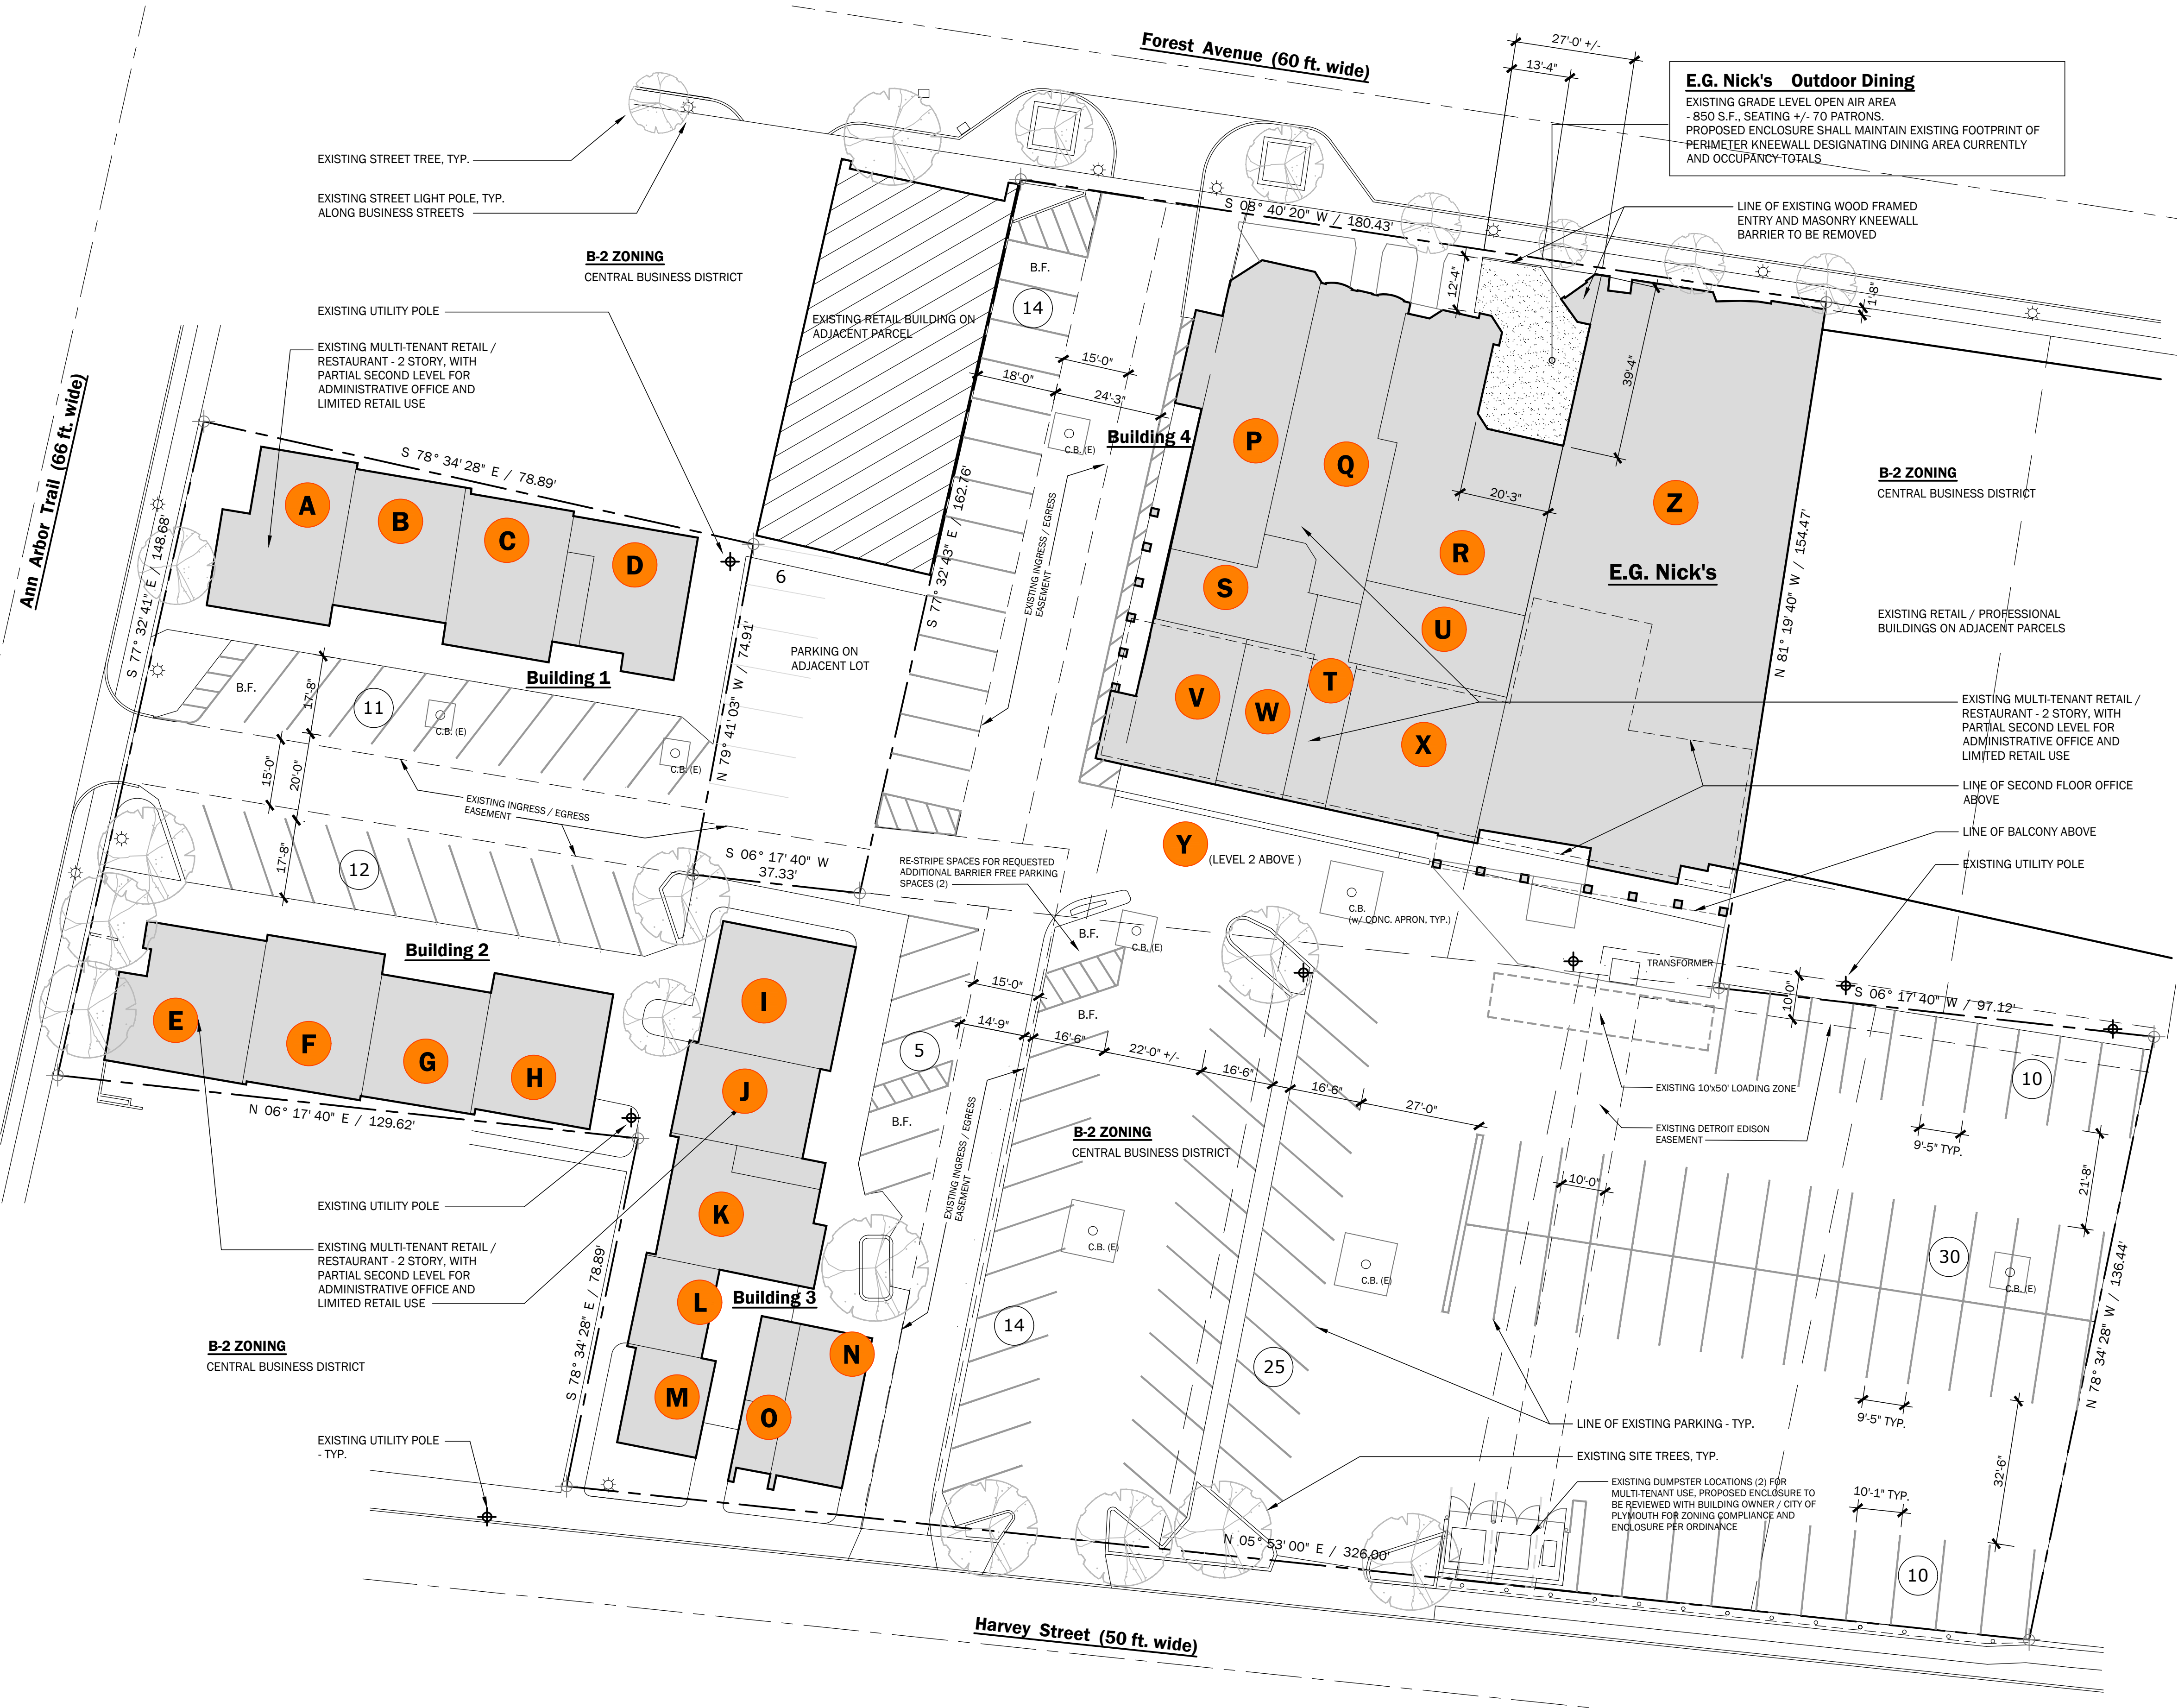 Forest Avenue (60 ft. wide)
27'-0" +/-
13'-4"
E.G. Nick's Outdoor Dining
EXISTING GRADE LEVEL OPEN AIR AREA
- 850 S.F., SEATING +/- 70 PATRONS.
PROPOSED ENCLOSURE SHALL MAINTAIN EXISTING FOOTPRINT OF
PERIMETER KNEEWALL DESIGNATING DINING AREA CURRENTLY
AND OCCUPANCY TOTALS
EXISTING STREET TREE, TYP.
EXISTING STREET LIGHT POLE, TYP.
ALONG BUSINESS STREETS
B-2 ZONING
CENTRAL BUSINESS DISTRICT
EXISTING UTILITY POLE
EXISTING MULTI-TENANT RETAIL /
RESTAURANT - 2 STORY, WITH
PARTIAL SECOND LEVEL FOR
ADMINISTRATIVE OFFICE AND
LIMITED RETAIL USE
EXISTING RETAIL BUILDING ON
ADJACENT PARCEL
B.F.
14
S 08° 40' 20" W / 180.43'
LINE OF EXISTING WOOD FRAMED
ENTRY AND MASONRY KNEEWALL
BARRIER TO BE REMOVED
12'-4"
1'-8"
39'-4"
15'-0"
18'-0"
24'-3"
C.B. (E)
Building 4
20'-3"
Ann Arbor Trail (66 ft. wide)
S 77° 32' 41" E / 148.68'
S 78° 34' 28" E / 78.89'
A
B
C
D
Building 1
6
PARKING ON
ADJACENT LOT
S 77° 32' 43" E / 162.76'
EXISTING INGRESS / EGRESS
EASEMENT
N 79° 41' 03" W / 74.91'
P
Q
R
S
T
U
V
W
X
Z
E.G. Nick's
N 81° 19' 40" W / 154.47'
B-2 ZONING
CENTRAL BUSINESS DISTRICT
EXISTING RETAIL / PROFESSIONAL
BUILDINGS ON ADJACENT PARCELS
EXISTING MULTI-TENANT RETAIL /
RESTAURANT - 2 STORY, WITH
PARTIAL SECOND LEVEL FOR
ADMINISTRATIVE OFFICE AND
LIMITED RETAIL USE
LINE OF SECOND FLOOR OFFICE
ABOVE
LINE OF BALCONY ABOVE
EXISTING UTILITY POLE
B.F.
17'-8"
11
C.B. (E)
C.B. (E)
15'-0"
20'-0"
EXISTING INGRESS / EGRESS
EASEMENT
17'-8"
12
S 06° 17' 40" W
37.33'
RE-STRIPE SPACES FOR REQUESTED
ADDITIONAL BARRIER FREE PARKING
SPACES (2)
Y
(LEVEL 2 ABOVE )
C.B.
(w/ CONC. APRON, TYP.)
B.F.
C.B. (E)
B.F.
TRANSFORMER
10'-0"
S 06° 17' 40" W / 97.12'
Building 2
E
F
G
H
N 06° 17' 40" E / 129.62'
I
J
K
L
M
N
O
Building 3
15'-0"
14'-9"
16'-6"
22'-0" +/-
16'-6"
16'-6"
27'-0"
5
B.F.
EXISTING INGRESS / EGRESS
EASEMENT
B-2 ZONING
CENTRAL BUSINESS DISTRICT
EXISTING 10'x50' LOADING ZONE
EXISTING DETROIT EDISON
EASEMENT
10'-0"
10
9'-5" TYP.
21'-8"
30
C.B. (E)
C.B. (E)
C.B. (E)
N 78° 34' 28" W / 136.44'
EXISTING UTILITY POLE
EXISTING MULTI-TENANT RETAIL /
RESTAURANT - 2 STORY, WITH
PARTIAL SECOND LEVEL FOR
ADMINISTRATIVE OFFICE AND
LIMITED RETAIL USE
B-2 ZONING
CENTRAL BUSINESS DISTRICT
S 78° 34' 28" E / 78.89'
14
25
EXISTING UTILITY POLE
- TYP.
LINE OF EXISTING PARKING - TYP.
EXISTING SITE TREES, TYP.
EXISTING DUMPSTER LOCATIONS (2) FOR
MULTI-TENANT USE, PROPOSED ENCLOSURE TO
BE REVIEWED WITH BUILDING OWNER / CITY OF
PLYMOUTH FOR ZONING COMPLIANCE AND
ENCLOSURE PER ORDINANCE
9'-5" TYP.
10'-1" TYP.
32'-6"
10
N 05° 53' 00" E / 326.00'
Harvey Street (50 ft. wide)